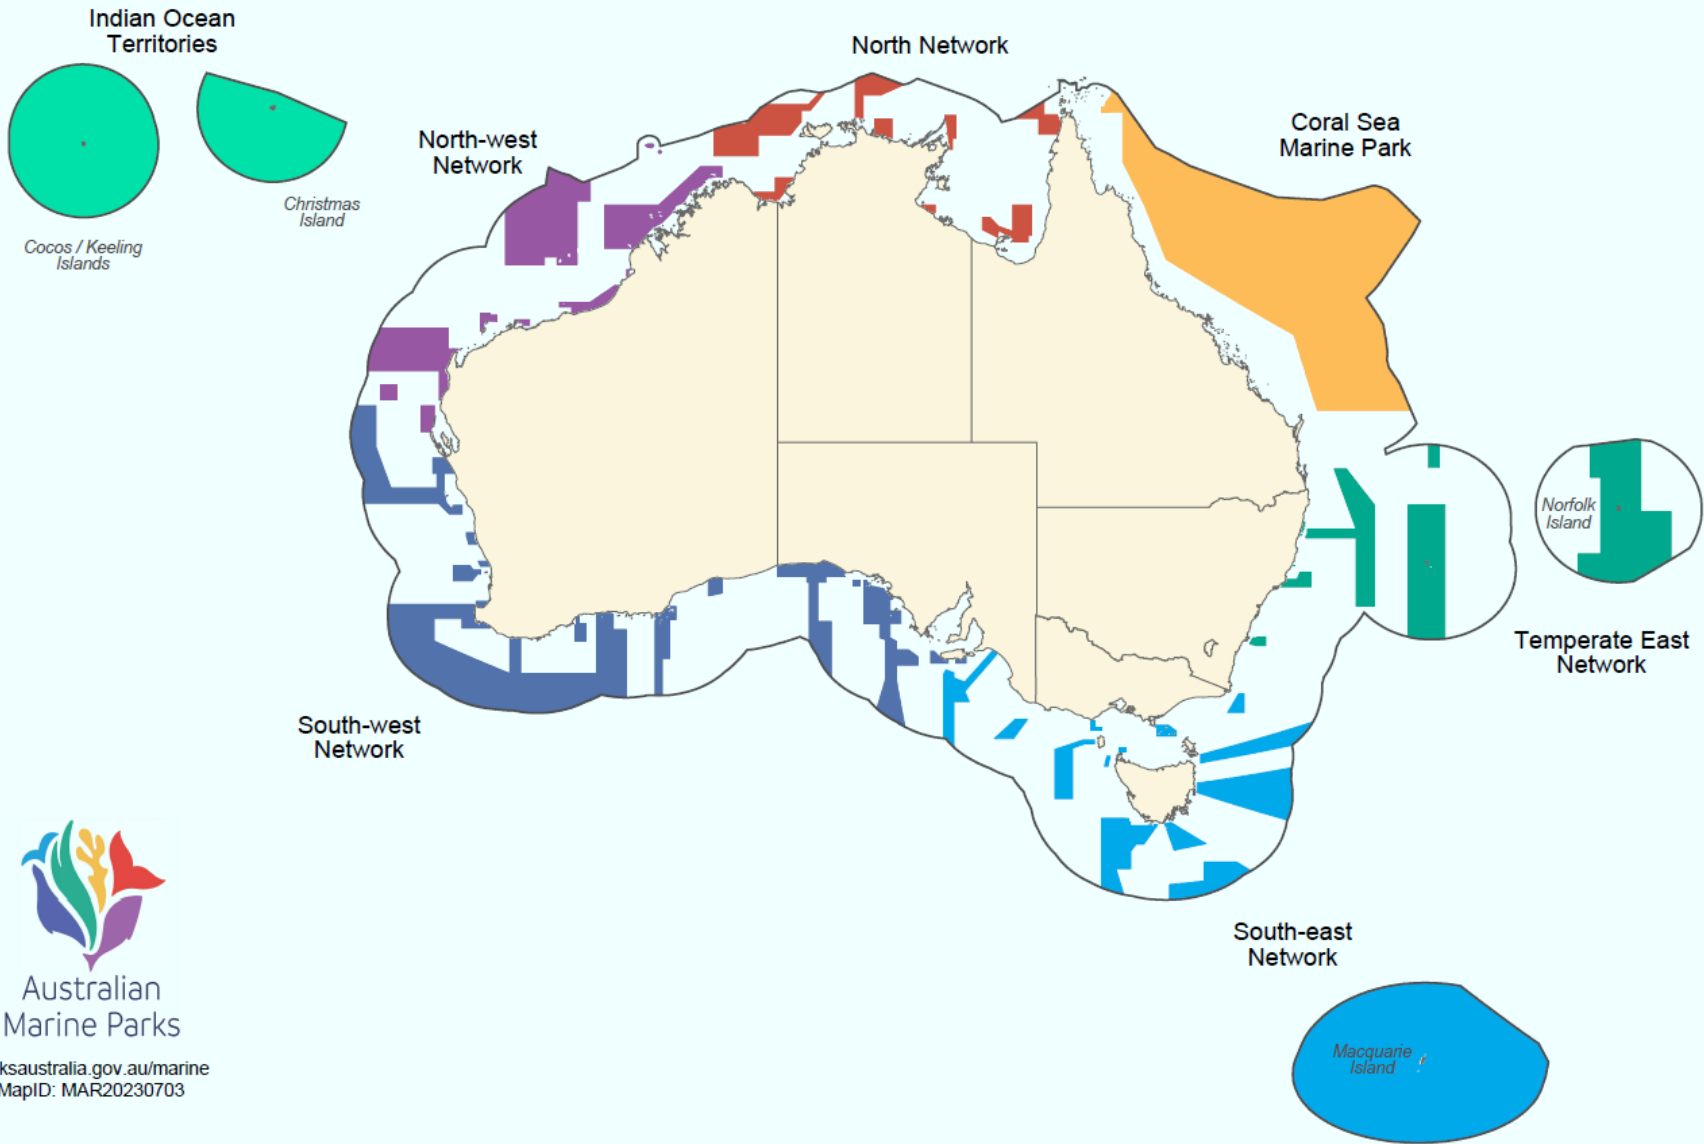 Indian Ocean
Territories
North Network
North-west
Network
Coral Sea
Marine Park
Christmas
Island
Cocos / Keeling
Islands
Norfolk
Island
Temperate East
Network
South-west
Network
South-east
Network
Macquarie
Island
Australian
Marine Parks
ksaustralia.gov.au/marine
MapID: MAR20230703